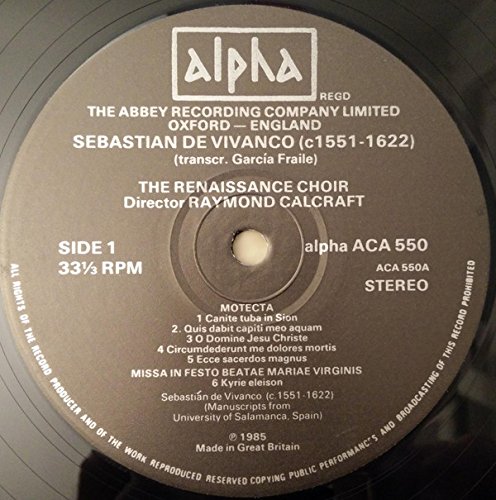 alpha
REGD
THE ABBEY RECORDING COMPANY LIMITED
OXFORD — ENGLAND
SEBASTIAN DE VIVANCO (c1551-1622)
(transcr. García Fraile)
THE RENAISSANCE CHOIR
Director RAYMOND CALCRAFT
SIDE 1
33⅓ RPM
alpha ACA 550
ACA 550A
STEREO
MOTECTA
1 Canite tuba in Sion
2. Quis dabit capiti meo aquam
3 O Domine Jesu Christe
4 Circumdederunt me dolores mortis
5 Ecce sacerdos magnus
MISSA IN FESTO BEATAE MARIAE VIRGINIS
6 Kyrie eleison
Sebastián de Vivanco (c.1551-1622)
(Manuscripts from
University of Salamanca, Spain)
℗ 1985
Made in Great Britain
ALL RIGHTS OF THE RECORD PRODUCER AND OF THE WORK REPRODUCED RESERVED COPYING PUBLIC PERFORMANC'S AND BROADCASTING OF THIS RECORD PROHIBITED